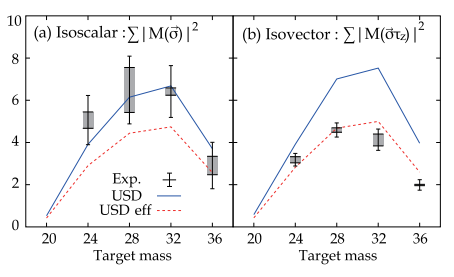 10
8
6
4
2
0
(a) Isoscalar : ∑ | M(σ⃗) |²
(b) Isovector : ∑ | M(σ⃗τz) |²
Exp.
USD
USD eff
20 24 28 32 36
20 24 28 32 36
Target mass
Target mass